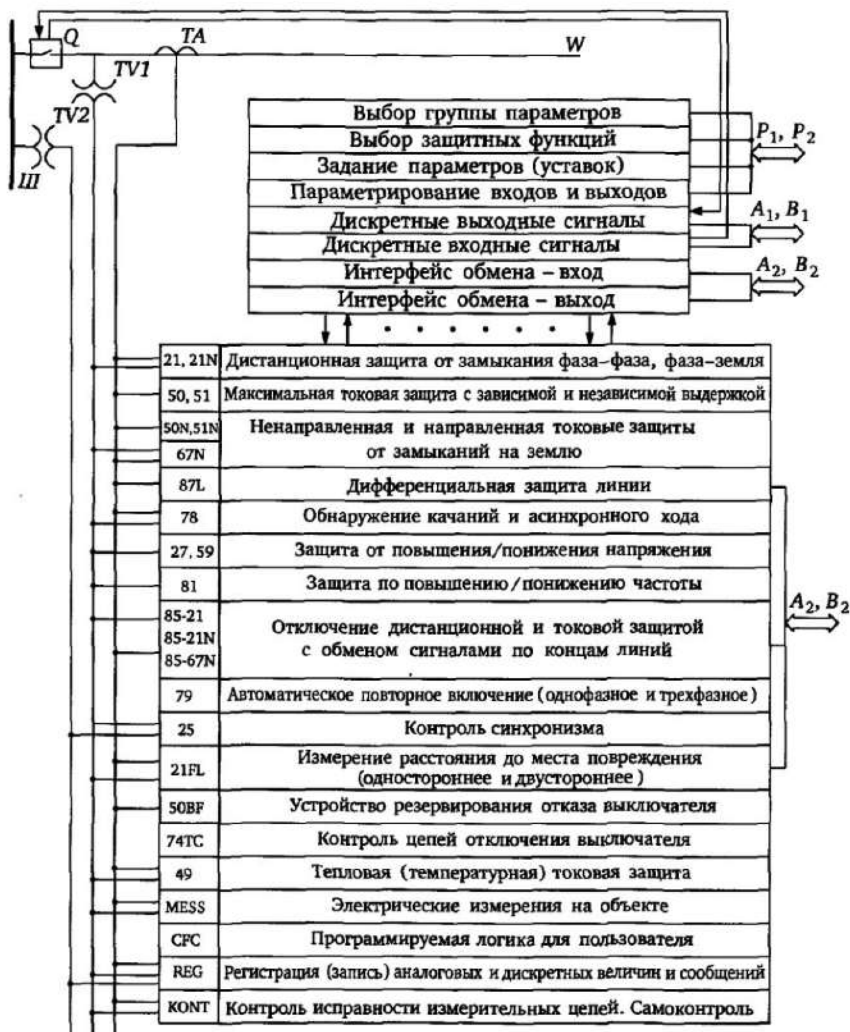 Q
TA
W
TV1
TV2
Ш
Выбор группы параметров
Выбор защитных функций
Задание параметров (уставок)
Параметрирование входов и выходов
Дискретные выходные сигналы
Дискретные входные сигналы
Интерфейс обмена – вход
Интерфейс обмена – выход
P1, P2
A1, B1
A2, B2
21, 21N Дистанционная защита от замыкания фаза–фаза, фаза–земля
50, 51 Максимальная токовая защита с зависимой и независимой выдержкой
50N,51N Ненаправленная и направленная токовые защиты
67N от замыканий на землю
87L Дифференциальная защита линии
78 Обнаружение качаний и асинхронного хода
27, 59 Защита от повышения/понижения напряжения
81 Защита по повышению/понижению частоты
85-21
85-21N
85-67N
Отключение дистанционной и токовой защитой
с обменом сигналами по концам линий
A2, B2
79 Автоматическое повторное включение (однофазное и трехфазное)
25 Контроль синхронизма
21FL Измерение расстояния до места повреждения
(одностороннее и двустороннее)
50BF Устройство резервирования отказа выключателя
74TC Контроль цепей отключения выключателя
49 Тепловая (температурная) токовая защита
MESS Электрические измерения на объекте
CFC Программируемая логика для пользователя
REG Регистрация (запись) аналоговых и дискретных величин и сообщений
KONT Контроль исправности измерительных цепей. Самоконтроль